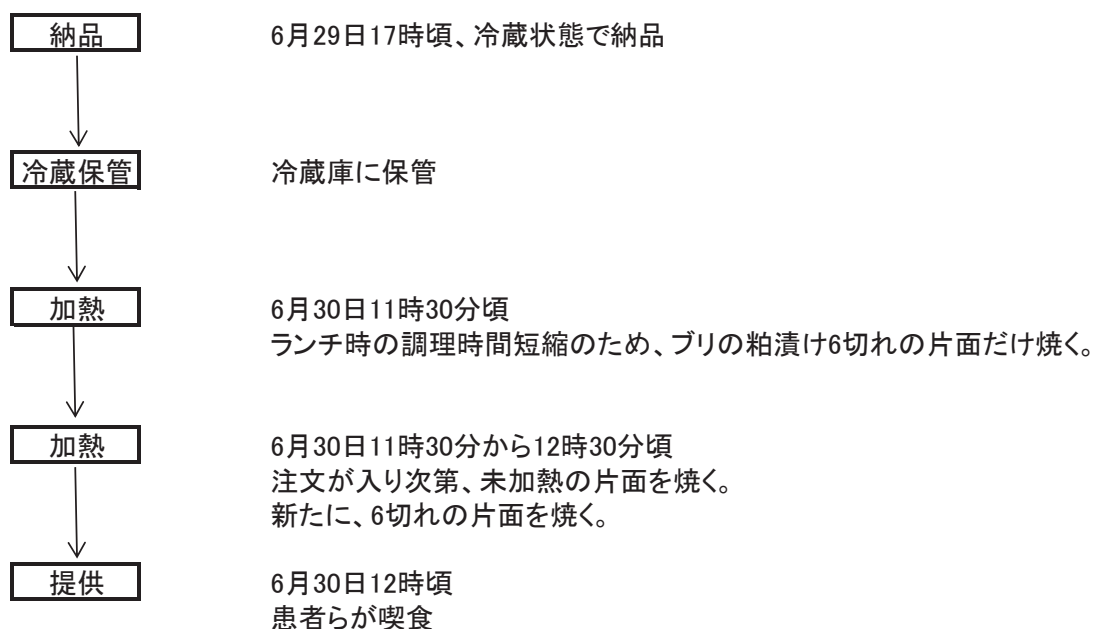 納品
6月29日17時頃、冷蔵状態で納品
冷蔵保管
冷蔵庫に保管
加熱
6月30日11時30分頃
ランチ時の調理時間短縮のため、ブリの粕漬け6切れの片面だけ焼く。
加熱
6月30日11時30分から12時30分頃
注文が入り次第、未加熱の片面を焼く。
新たに、6切れの片面を焼く。
提供
6月30日12時頃
患者らが喫食